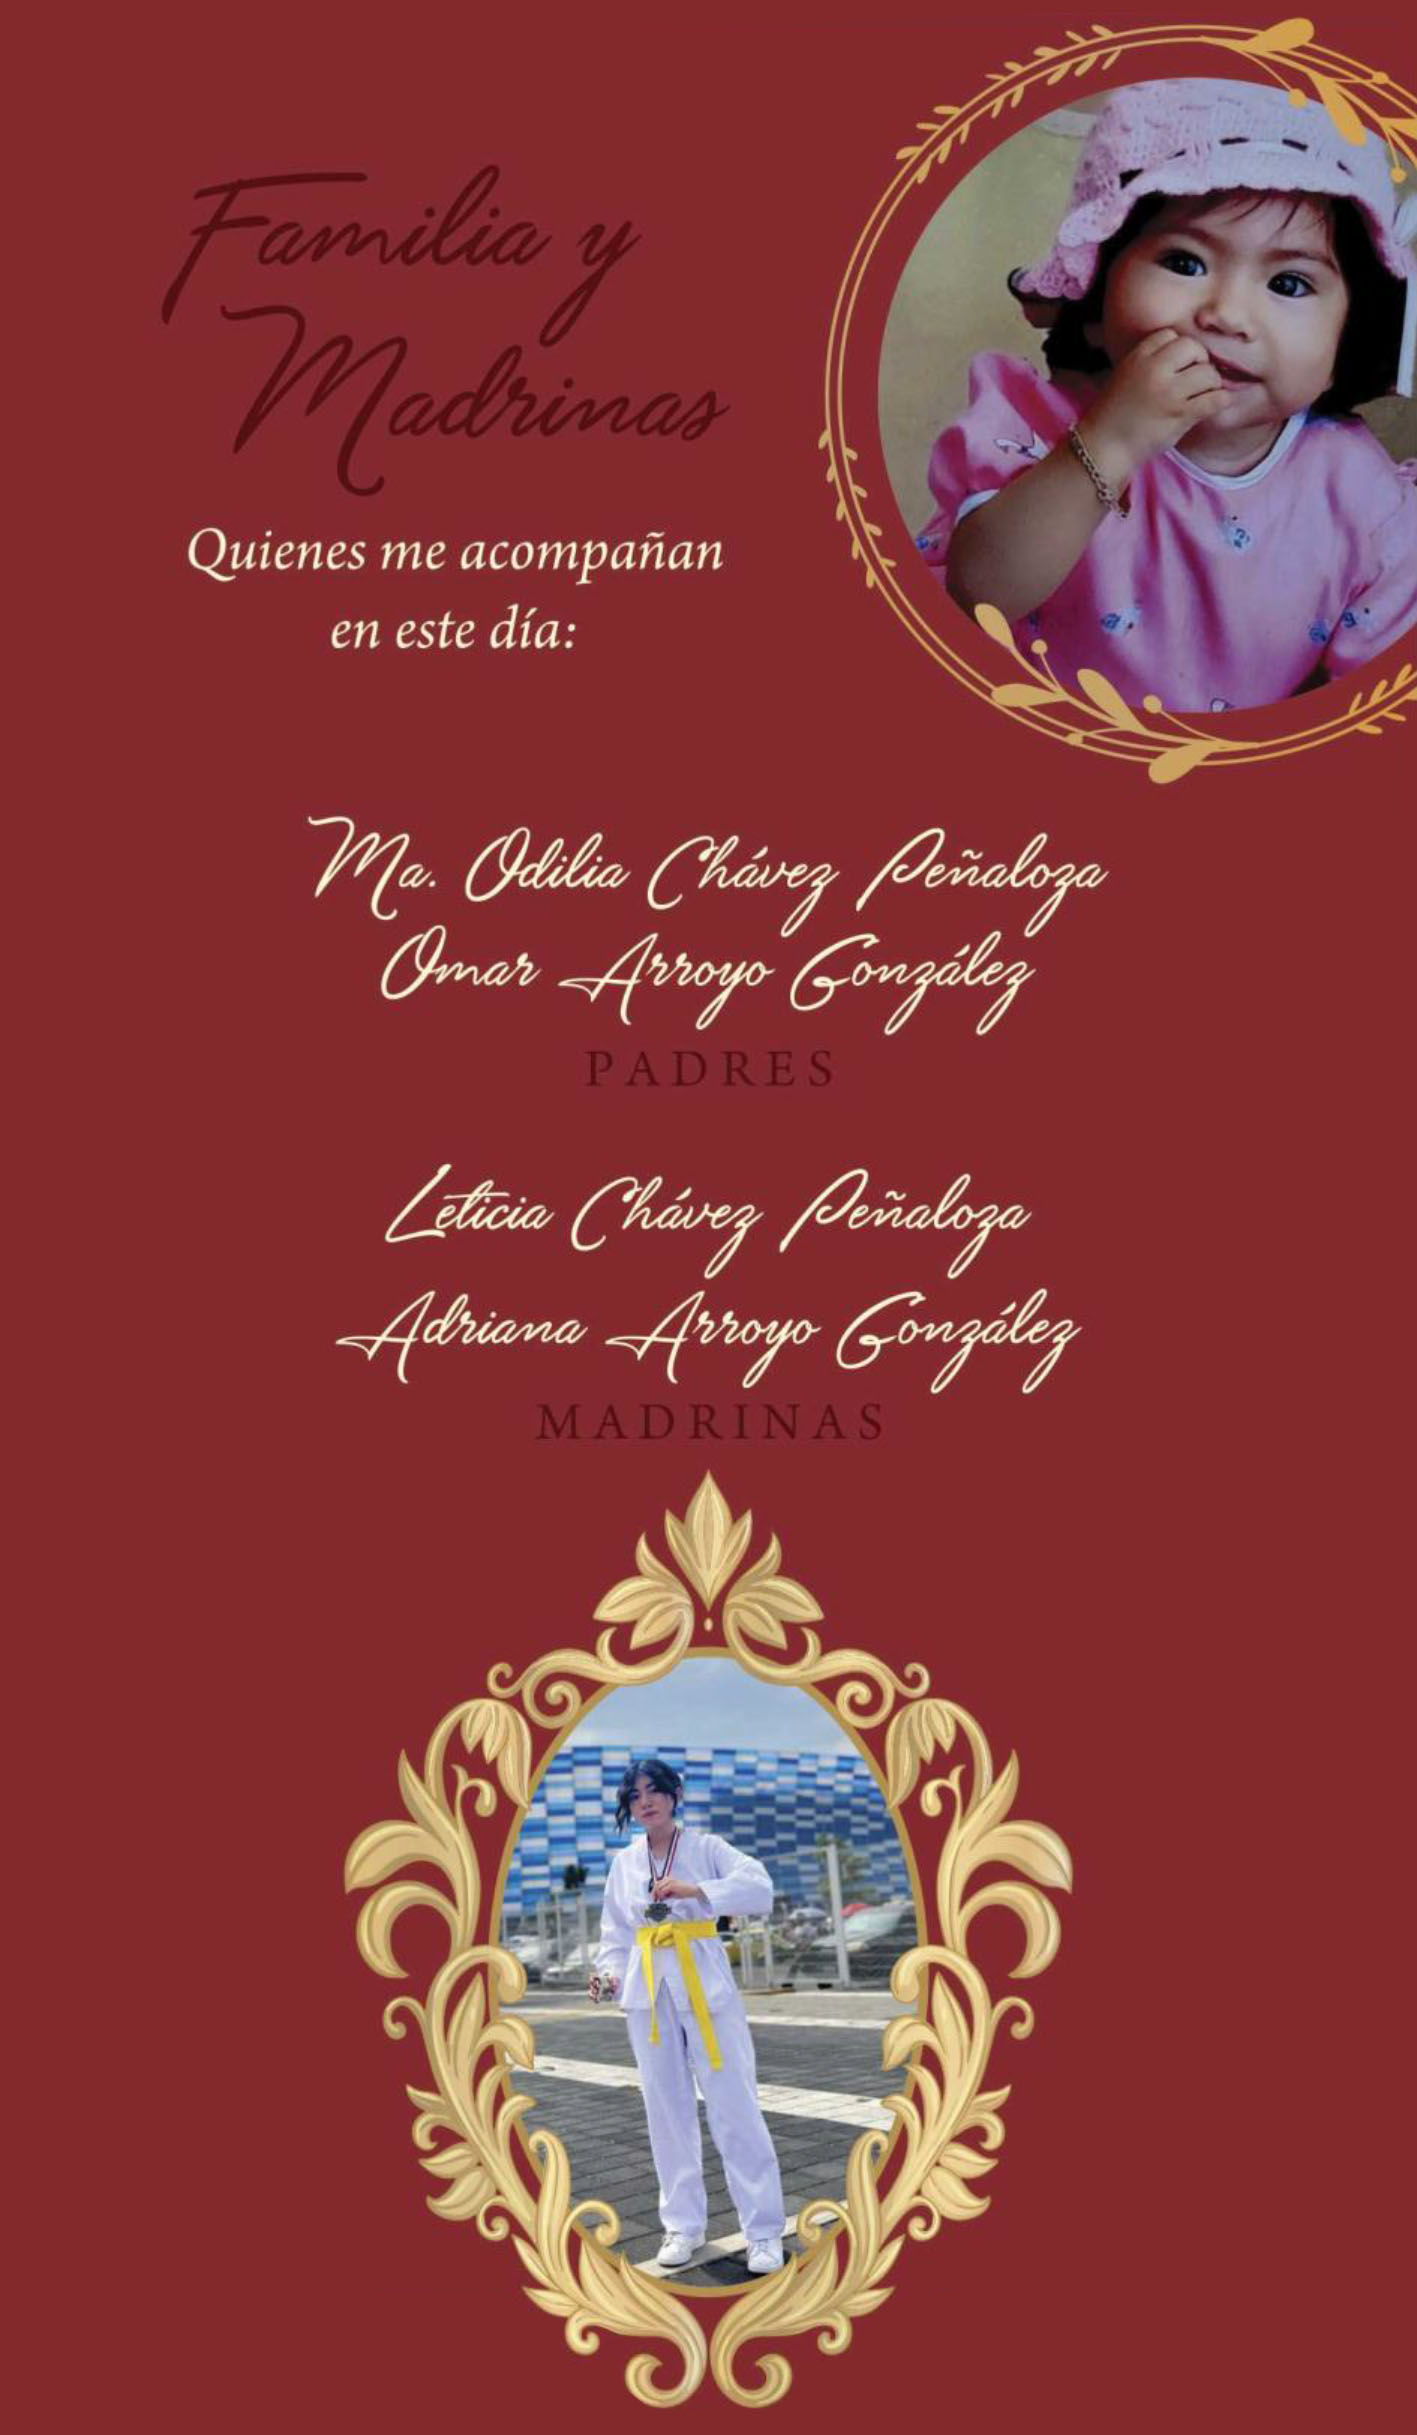 Familia y
Madrinas
Quienes me acompañan
en este día:
Ma. Odilia Chávez Peñaloza
Omar Arroyo González
PADRES
Leticia Chávez Peñaloza
Adriana Arroyo González
MADRINAS